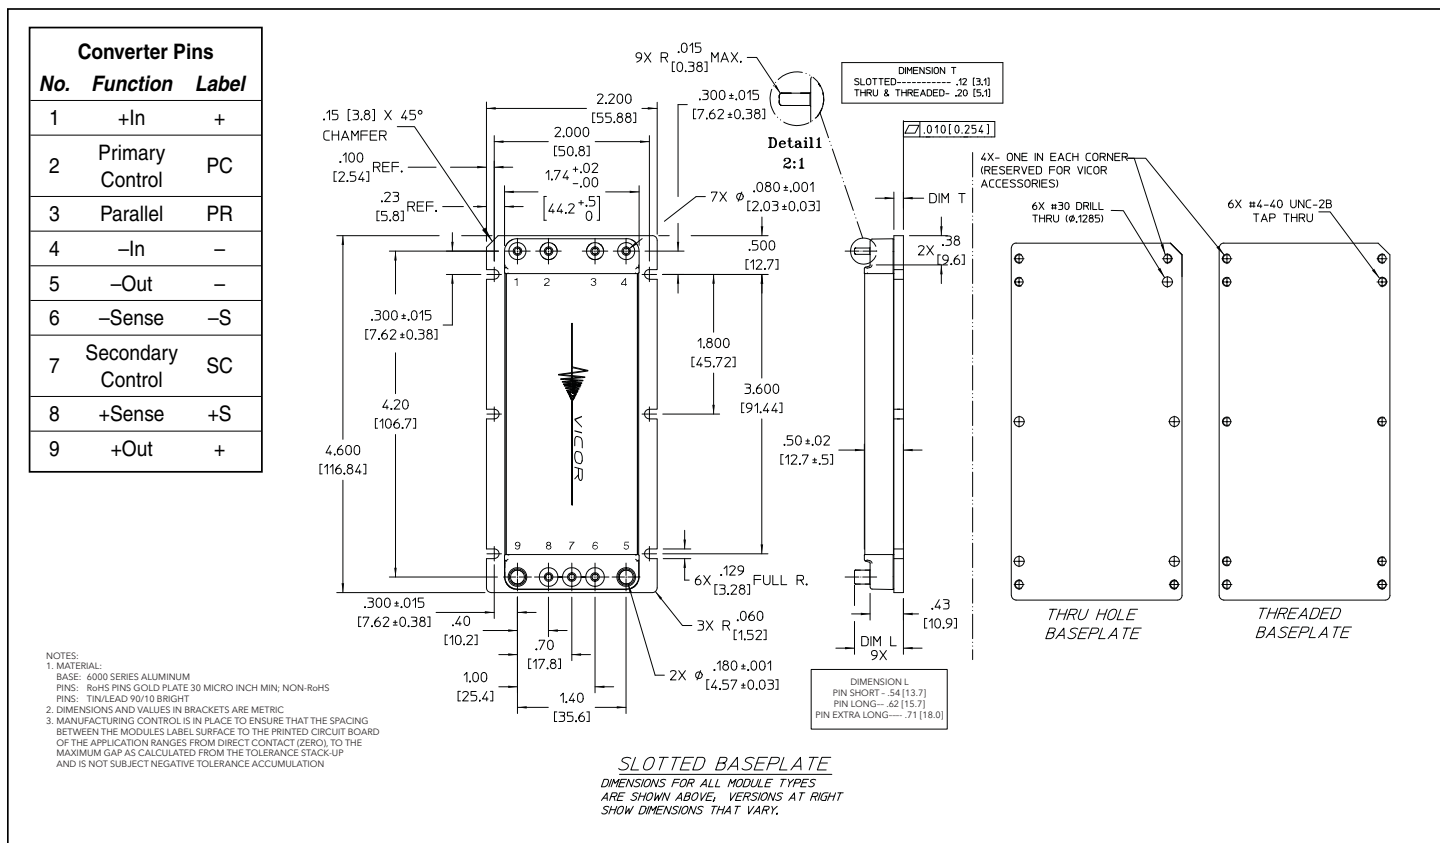 Converter Pins
No. Function Label
1 +In +
2 Primary Control PC
3 Parallel PR
4 –In –
5 –Out –
6 –Sense –S
7 Secondary Control SC
8 +Sense +S
9 +Out +
9X R .015 [0.38] MAX.
Detail1
2:1
DIMENSION T
SLOTTED----------- .12 [3.1]
THRU & THREADED- .20 [5.1]
.15 [3.8] X 45°
CHAMFER
2.200
[55.88]
.300±.015
[7.62±0.38]
2.000
[50.8]
.100
[2.54] REF.
1.74 +.02 -.00
[44.2 +.5 0]
.23
[5.8] REF.
7X ø .080±.001
[2.03±0.03]
.010[0.254]
DIM T
.500
[12.7]
2X .38
[9.6]
1 2 3 4
.300±.015
[7.62±0.38]
1.800
[45.72]
3.600
[91.44]
4.20
[106.7]
4.600
[116.84]
VICOR
.50±.02
[12.7±.5]
9 8 7 6 5
6X .129
[3.28] FULL R.
.300±.015
[7.62±0.38]
.40
[10.2]
.70
[17.8]
1.00
[25.4]
1.40
[35.6]
3X R .060
[1.52]
2X ø .180±.001
[4.57±0.03]
.43
[10.9]
DIM L
9X
DIMENSION L
PIN SHORT - .54 [13.7]
PIN LONG-- .62 [15.7]
PIN EXTRA LONG---- .71 [18.0]
4X- ONE IN EACH CORNER
(RESERVED FOR VICOR
ACCESSORIES)
6X #30 DRILL
THRU (ø.1285)
6X #4-40 UNC-2B
TAP THRU
THRU HOLE
BASEPLATE
THREADED
BASEPLATE
NOTES:
1. MATERIAL:
BASE: 6000 SERIES ALUMINUM
PINS: RoHS PINS GOLD PLATE 30 MICRO INCH MIN; NON-RoHS
PINS: TIN/LEAD 90/10 BRIGHT
2. DIMENSIONS AND VALUES IN BRACKETS ARE METRIC
3. MANUFACTURING CONTROL IS IN PLACE TO ENSURE THAT THE SPACING
BETWEEN THE MODULES LABEL SURFACE TO THE PRINTED CIRCUIT BOARD
OF THE APPLICATION RANGES FROM DIRECT CONTACT (ZERO), TO THE
MAXIMUM GAP AS CALCULATED FROM THE TOLERANCE STACK-UP
AND IS NOT SUBJECT NEGATIVE TOLERANCE ACCUMULATION
SLOTTED BASEPLATE
DIMENSIONS FOR ALL MODULE TYPES
ARE SHOWN ABOVE; VERSIONS AT RIGHT
SHOW DIMENSIONS THAT VARY.